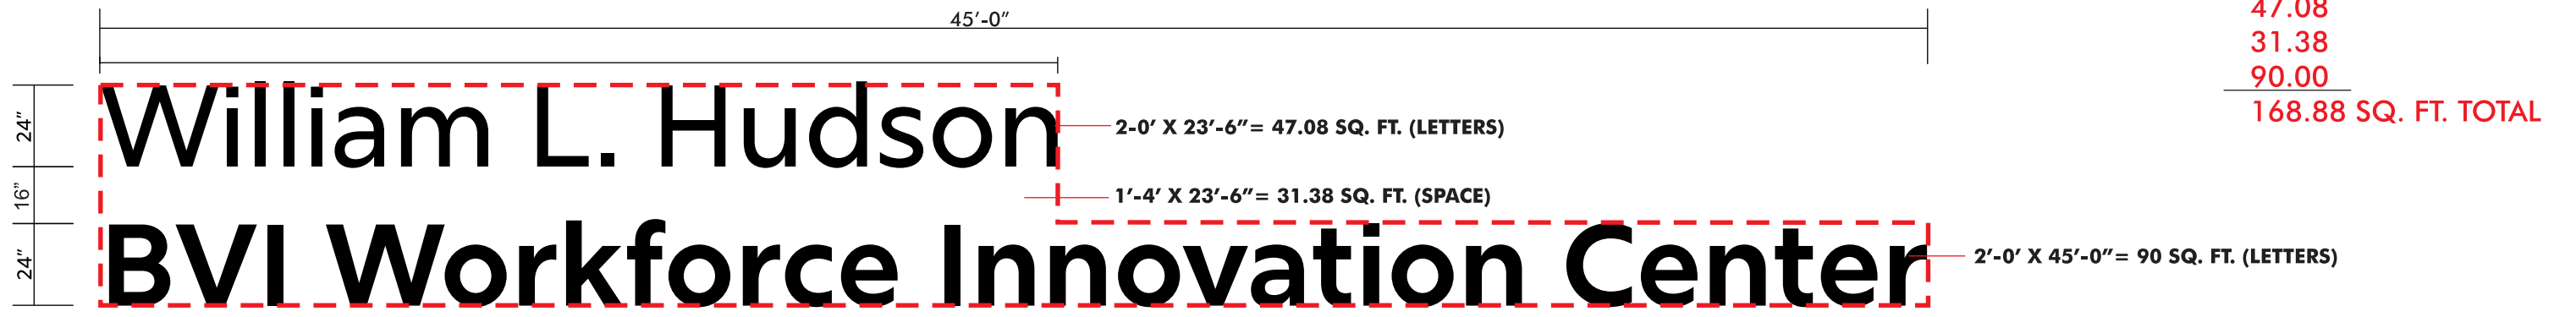 45’-0”
47.08
31.38
90.00
168.88 SQ. FT. TOTAL
24”
William L. Hudson
2-0’ X 23’-6”= 47.08 SQ. FT. (LETTERS)
16”
1’-4’ X 23’-6”= 31.38 SQ. FT. (SPACE)
24”
BVI Workforce Innovation Center
2’-0’ X 45’-0”= 90 SQ. FT. (LETTERS)